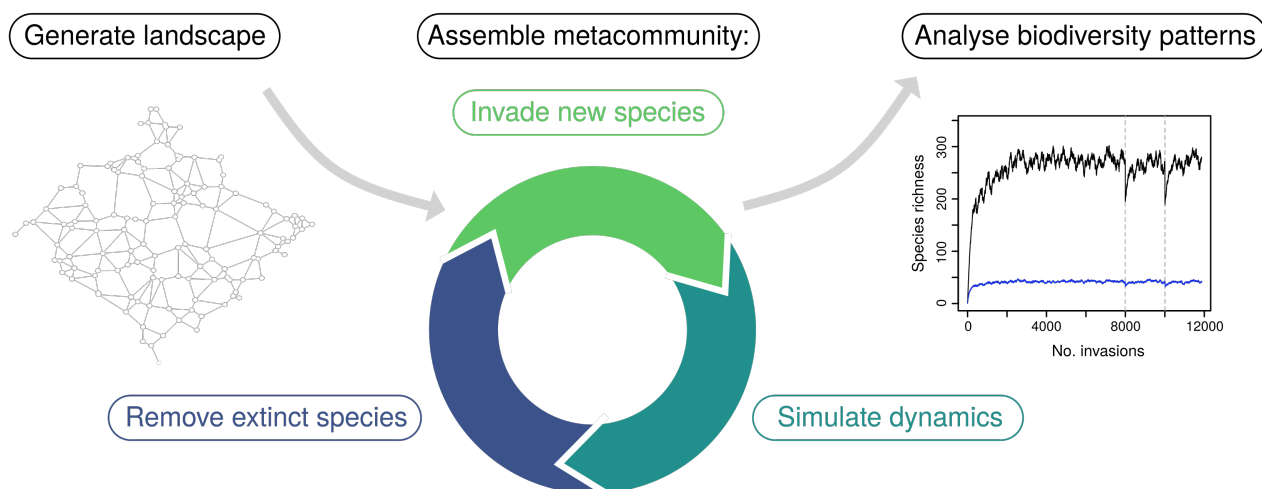 Generate landscape
Assemble metacommunity:
Analyse biodiversity patterns
Invade new species
Remove extinct species
Simulate dynamics
Species richness
300
200
100
0
0
4000
8000
12000
No. invasions